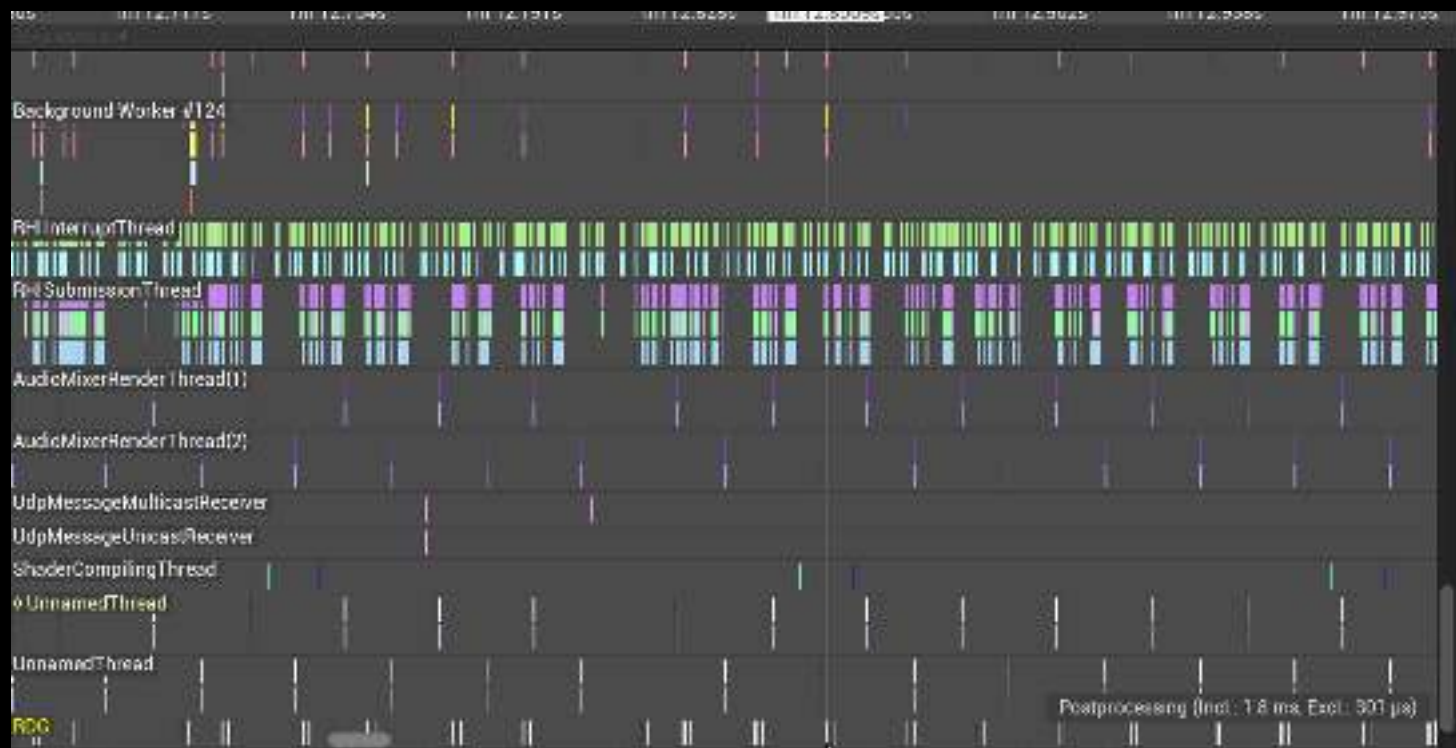 Background Worker #124
RHIInterruptThread
RHISubmissionThread
AudioMixerRenderThread(1)
AudioMixerRenderThread(2)
UdpMessageMulticastReceiver
UdpMessageUnicastReceiver
ShaderCompilingThread
◊ UnnamedThread
UnnamedThread
Postprocessing (Incl.: 1.8 ms, Excl.: 301 µs)
RDG